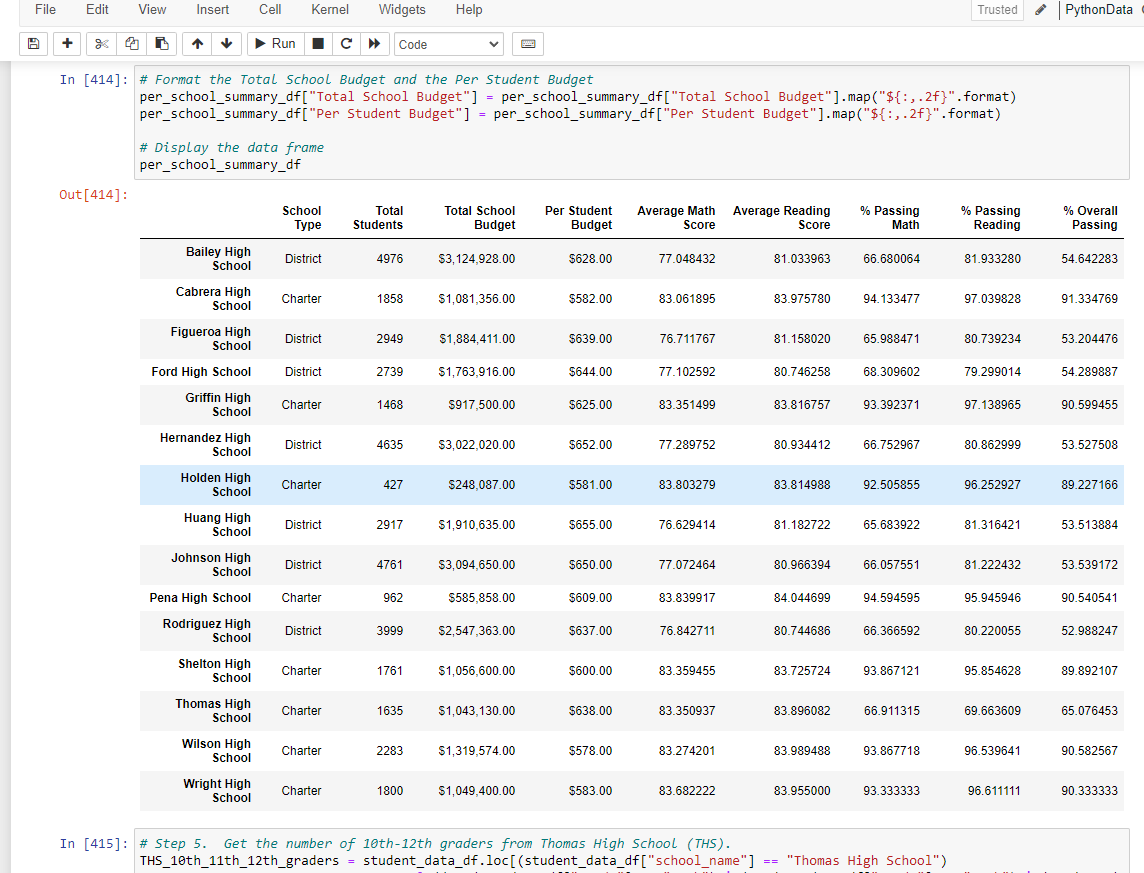 File Edit View Insert Cell Kernel Widgets Help Trusted PythonData
Run Code
In [414]: # Format the Total School Budget and the Per Student Budget
per_school_summary_df["Total School Budget"] = per_school_summary_df["Total School Budget"].map("${:,.2f}".format)
per_school_summary_df["Per Student Budget"] = per_school_summary_df["Per Student Budget"].map("${:,.2f}".format)
# Display the data frame
per_school_summary_df
Out[414]:
School Total Total School Per Student Average Math Average Reading % Passing % Passing % Overall
Type Students Budget Budget Score Score Math Reading Passing
Bailey High
School District 4976 $3,124,928.00 $628.00 77.048432 81.033963 66.680064 81.933280 54.642283
Cabrera High
School Charter 1858 $1,081,356.00 $582.00 83.061895 83.975780 94.133477 97.039828 91.334769
Figueroa High
School District 2949 $1,884,411.00 $639.00 76.711767 81.158020 65.988471 80.739234 53.204476
Ford High School District 2739 $1,763,916.00 $644.00 77.102592 80.746258 68.309602 79.299014 54.289887
Griffin High
School Charter 1468 $917,500.00 $625.00 83.351499 83.816757 93.392371 97.138965 90.599455
Hernandez High
School District 4635 $3,022,020.00 $652.00 77.289752 80.934412 66.752967 80.862999 53.527508
Holden High
School Charter 427 $248,087.00 $581.00 83.803279 83.814988 92.505855 96.252927 89.227166
Huang High
School District 2917 $1,910,635.00 $655.00 76.629414 81.182722 65.683922 81.316421 53.513884
Johnson High
School District 4761 $3,094,650.00 $650.00 77.072464 80.966394 66.057551 81.222432 53.539172
Pena High School Charter 962 $585,858.00 $609.00 83.839917 84.044699 94.594595 95.945946 90.540541
Rodriguez High
School District 3999 $2,547,363.00 $637.00 76.842711 80.744686 66.366592 80.220055 52.988247
Shelton High
School Charter 1761 $1,056,600.00 $600.00 83.359455 83.725724 93.867121 95.854628 89.892107
Thomas High
School Charter 1635 $1,043,130.00 $638.00 83.350937 83.896082 66.911315 69.663609 65.076453
Wilson High
School Charter 2283 $1,319,574.00 $578.00 83.274201 83.989488 93.867718 96.539641 90.582567
Wright High
School Charter 1800 $1,049,400.00 $583.00 83.682222 83.955000 93.333333 96.611111 90.333333
In [415]: # Step 5.  Get the number of 10th-12th graders from Thomas High School (THS).
THS_10th_11th_12th_graders = student_data_df.loc[(student_data_df["school_name"] == "Thomas High School")